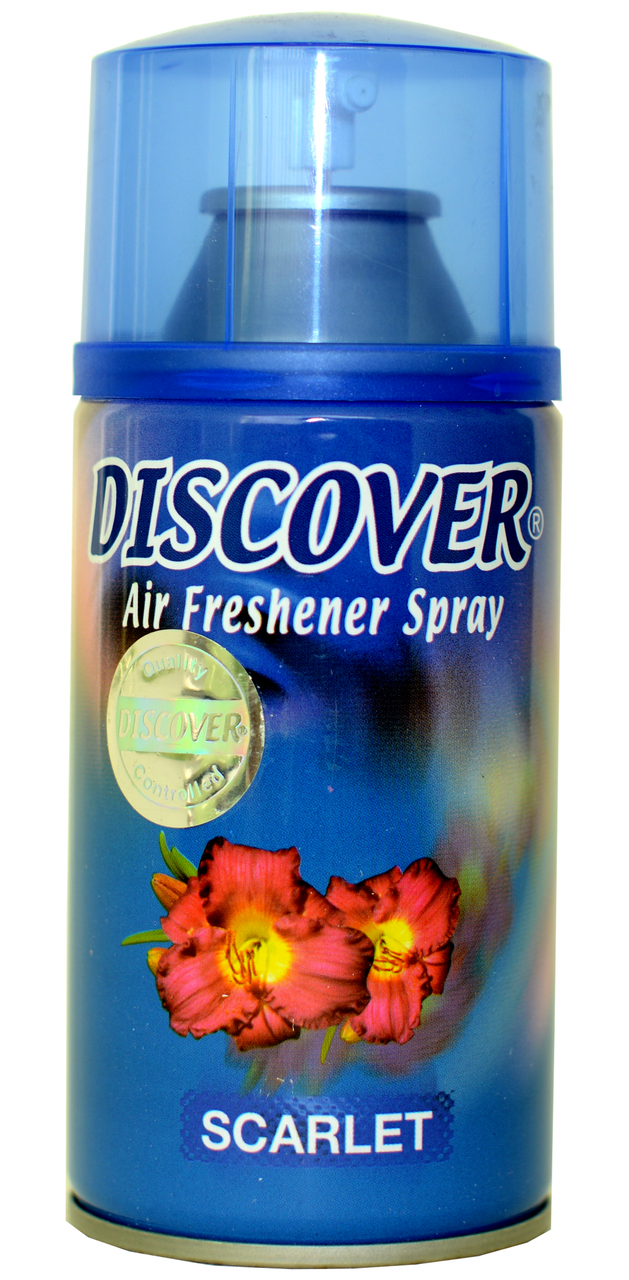 DISCOVER®
Air Freshener Spray
Quality
DISCOVER®
Controlled
SCARLET